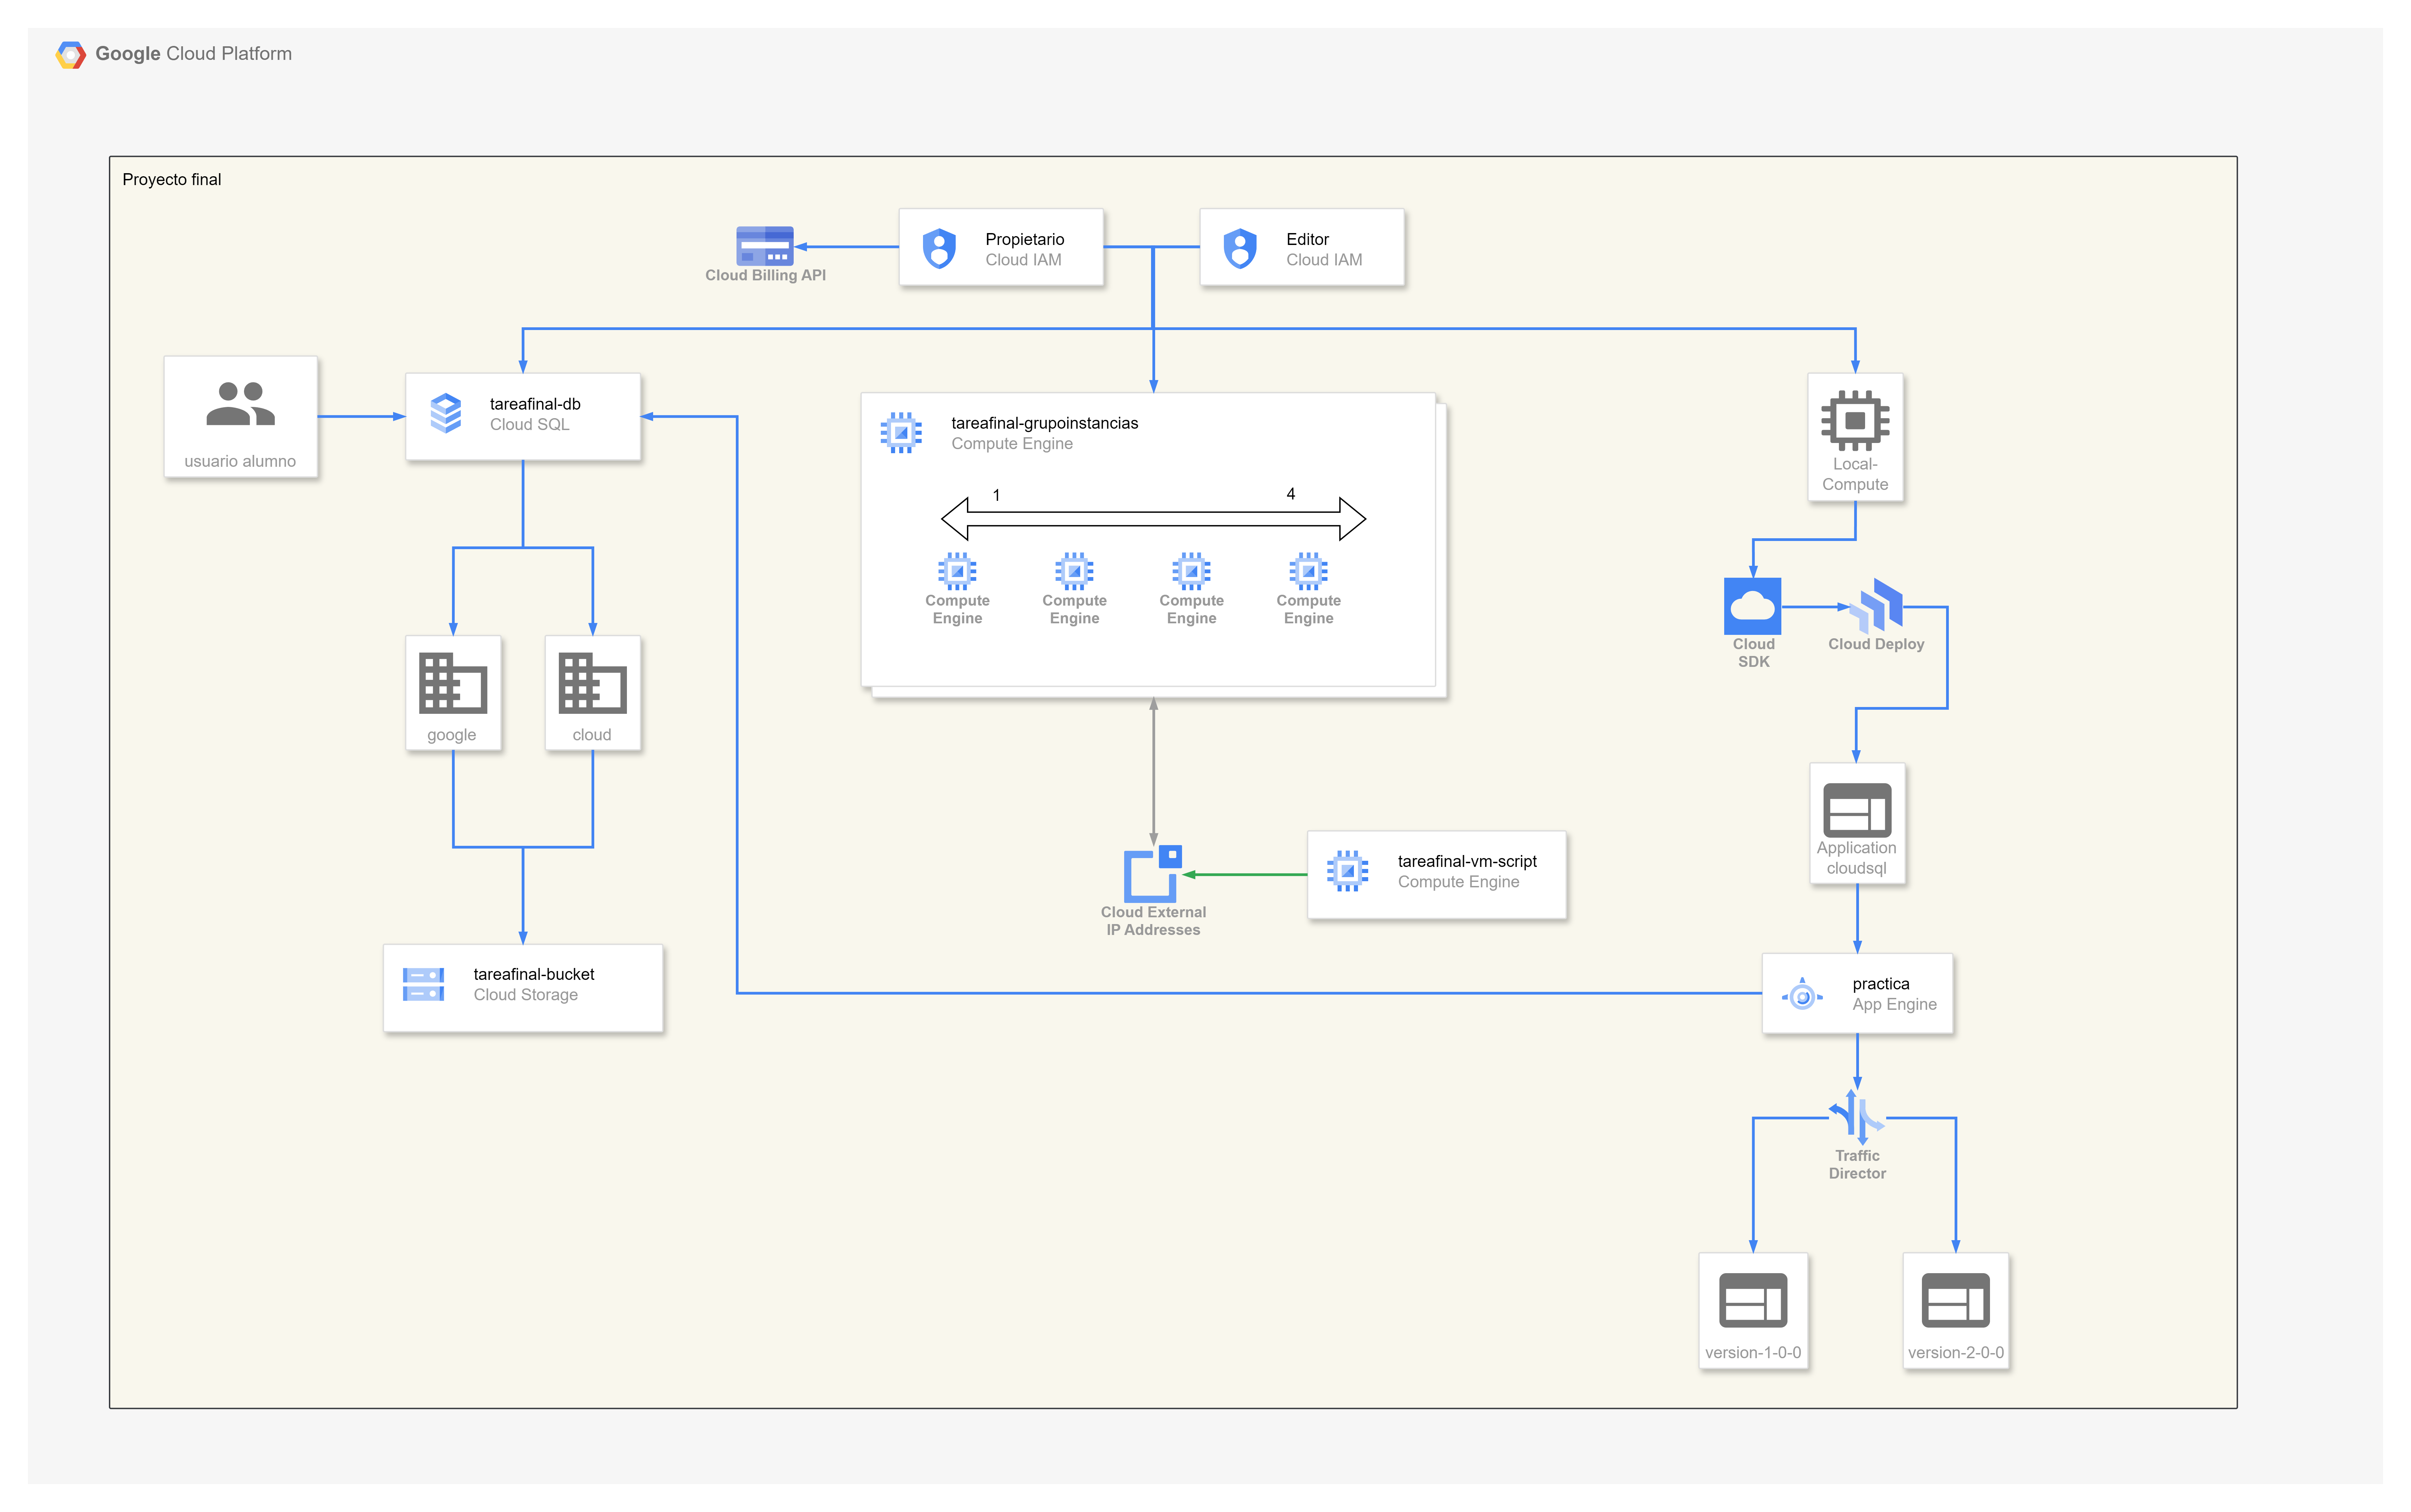 Google Cloud Platform
Proyecto final
Propietario
Cloud IAM
Editor
Cloud IAM
Cloud Billing API
usuario alumno
tareafinal-db
Cloud SQL
tareafinal-grupoinstancias
Compute Engine
1
4
Compute
Engine
Compute
Engine
Compute
Engine
Compute
Engine
Local-
Compute
Cloud
SDK
Cloud Deploy
google
cloud
Application
cloudsql
tareafinal-vm-script
Compute Engine
Cloud External
IP Addresses
tareafinal-bucket
Cloud Storage
practica
App Engine
Traffic
Director
version-1-0-0
version-2-0-0